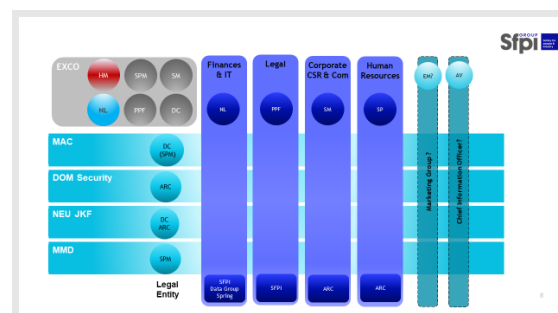 GROUP
Sfpi
EXCO
HM
SPM
SM
NL
PPF
DC
Finances
& IT
Legal
Corporate
CSR & Com
Human
Resources
EM?
AY
NL
PPF
SM
SP
MAC
DC
(SPM)
DOM Security
ARC
NEU JKF
DC
ARC
MMD
SPM
Marketing Group ?
Chief Information Officer?
Legal
Entity
SFPI
Data Group
Spring
SFPI
ARC
ARC
8